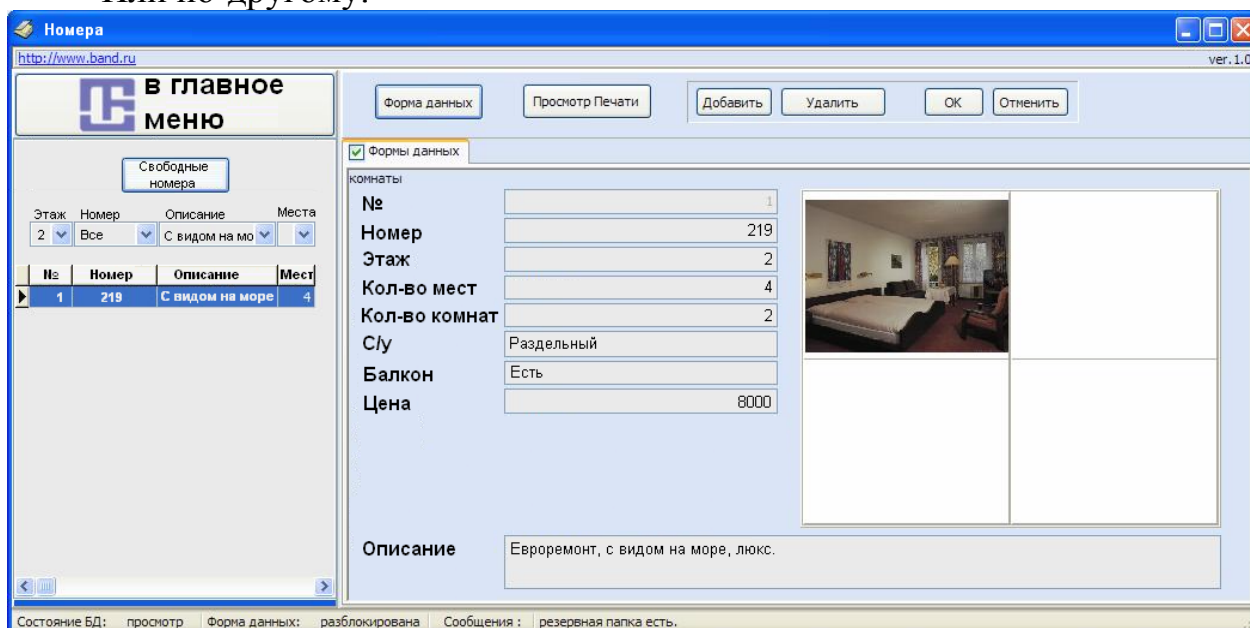 Или по-другому:
Номера
http://www.band.ru
ver.1.0
в главное
меню
Форма данных
Просмотр Печати
Добавить
Удалить
ОК
Отменить
Формы данных
Свободные
номера
Этаж Номер Описание Места
2 Все С видом на мо
№ Номер Описание Мест
1 219 С видом на море 4
комнаты
№ 1
Номер 219
Этаж 2
Кол-во мест 4
Кол-во комнат 2
С/у Раздельный
Балкон Есть
Цена 8000
Описание Евроремонт, с видом на море, люкс.
Состояние БД: просмотр Форма данных: разблокирована Сообщения : резервная папка есть.